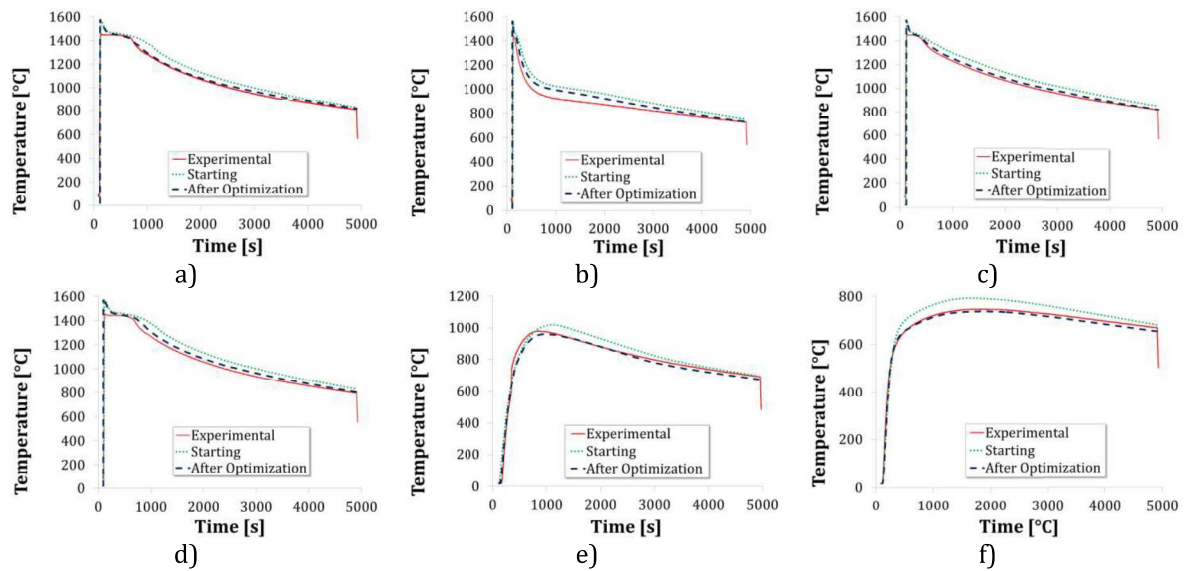 1600
1400
1200
1000
800
600
400
200
0
Temperature [°C]
Experimental
Starting
After Optimization
0 1000 2000 3000 4000 5000
Time [s]
a)
1600
1400
1200
1000
800
600
400
200
0
Temperature [°C]
Experimental
Starting
After Optimization
0 1000 2000 3000 4000 5000
Time [s]
b)
1600
1400
1200
1000
800
600
400
200
0
Temperature [°C]
Experimental
Starting
After Optimization
0 1000 2000 3000 4000 5000
Time [s]
c)
1600
1400
1200
1000
800
600
400
200
0
Temperature [°C]
Experimental
Starting
After Optimization
0 1000 2000 3000 4000 5000
Time [s]
d)
1200
1000
800
600
400
200
0
Temperature [°C]
Experimental
Starting
After Optimization
0 1000 2000 3000 4000 5000
Time [s]
e)
800
600
400
200
0
Temperature [°C]
Experimental
Starting
After Optimization
0 1000 2000 3000 4000 5000
Time [°C]
f)